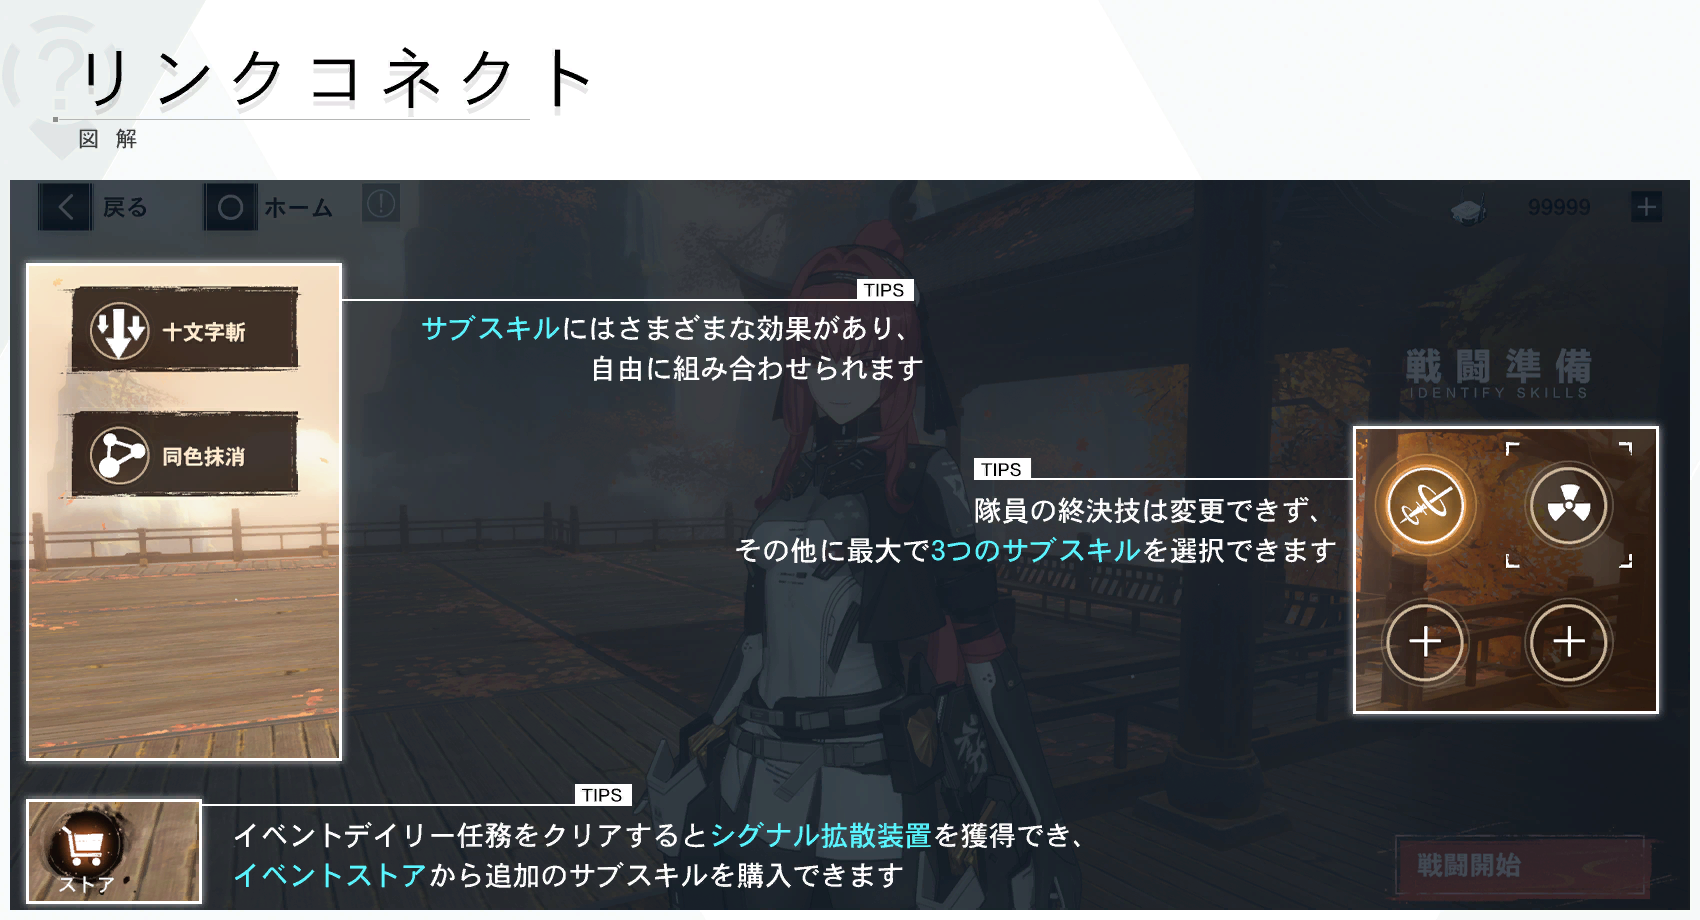 リンクコネクト
図解
戻る
ホーム
99999
十文字斬
同色抹消
TIPS
サブスキルにはさまざまな効果があり、
自由に組み合わせられます
戦闘準備
IDENTIFY SKILLS
TIPS
隊員の終決技は変更できず、
その他に最大で3つのサブスキルを選択できます
TIPS
イベントデイリー任務をクリアするとシグナル拡散装置を獲得でき、
イベントストアから追加のサブスキルを購入できます
ストア
戦闘開始